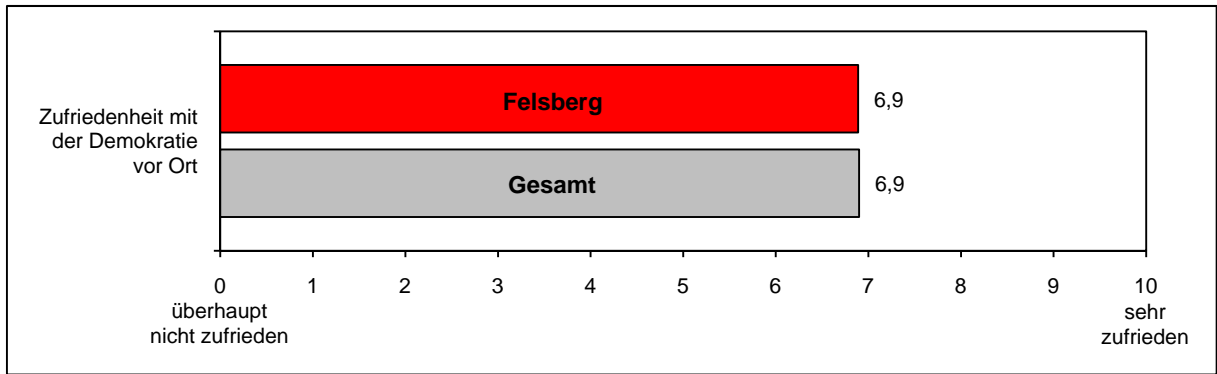 Zufriedenheit mit
der Demokratie
vor Ort
Felsberg
6,9
Gesamt
6,9
0 1 2 3 4 5 6 7 8 9 10
überhaupt
nicht zufrieden
sehr
zufrieden